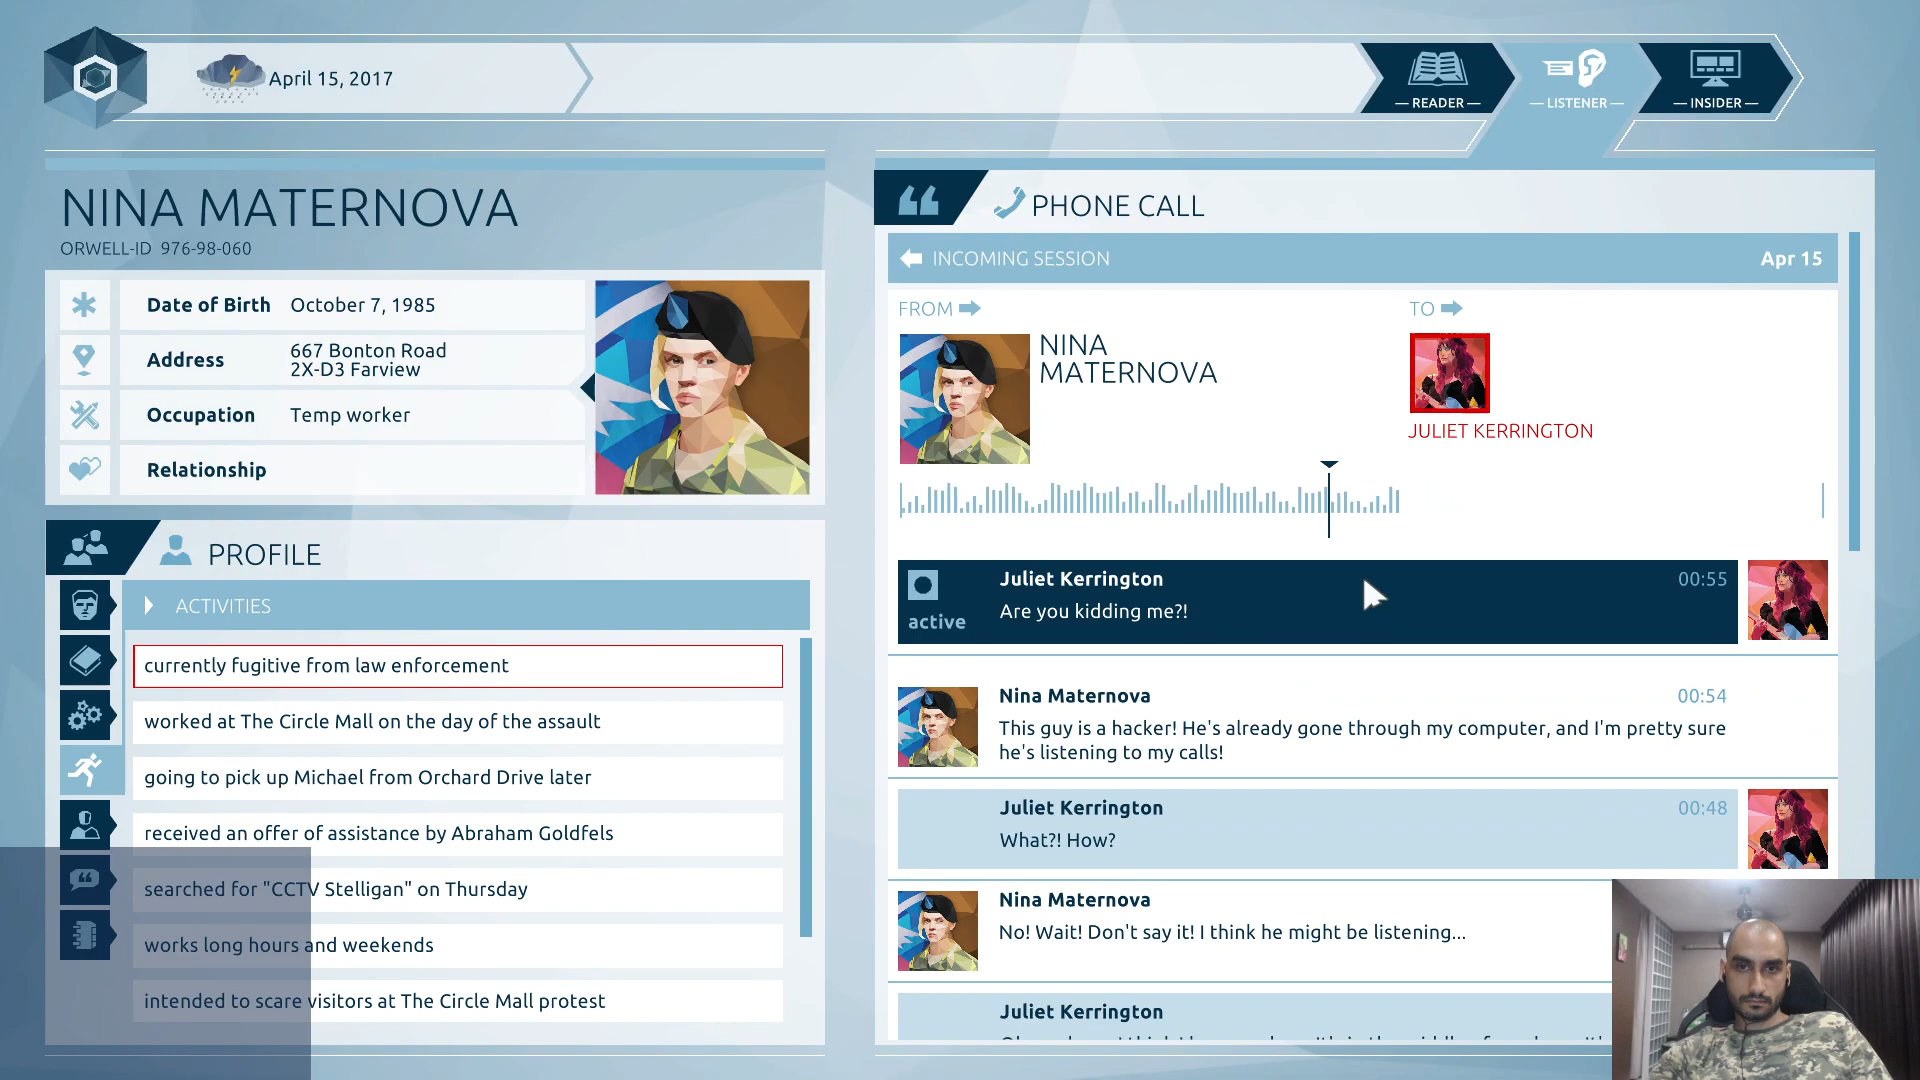 April 15, 2017
— READER —
— LISTENER —
— INSIDER —
NINA MATERNOVA
ORWELL-ID 976-98-060
Date of Birth October 7, 1985
Address 667 Bonton Road
2X-D3 Farview
Occupation Temp worker
Relationship
PROFILE
ACTIVITIES
currently fugitive from law enforcement
worked at The Circle Mall on the day of the assault
going to pick up Michael from Orchard Drive later
received an offer of assistance by Abraham Goldfels
searched for "CCTV Stelligan" on Thursday
works long hours and weekends
intended to scare visitors at The Circle Mall protest
PHONE CALL
INCOMING SESSION Apr 15
FROM
TO
NINA
MATERNOVA
JULIET KERRINGTON
Juliet Kerrington 00:55
active
Are you kidding me?!
Nina Maternova 00:54
This guy is a hacker! He's already gone through my computer, and I'm pretty sure
he's listening to my calls!
Juliet Kerrington 00:48
What?! How?
Nina Maternova
No! Wait! Don't say it! I think he might be listening...
Juliet Kerrington